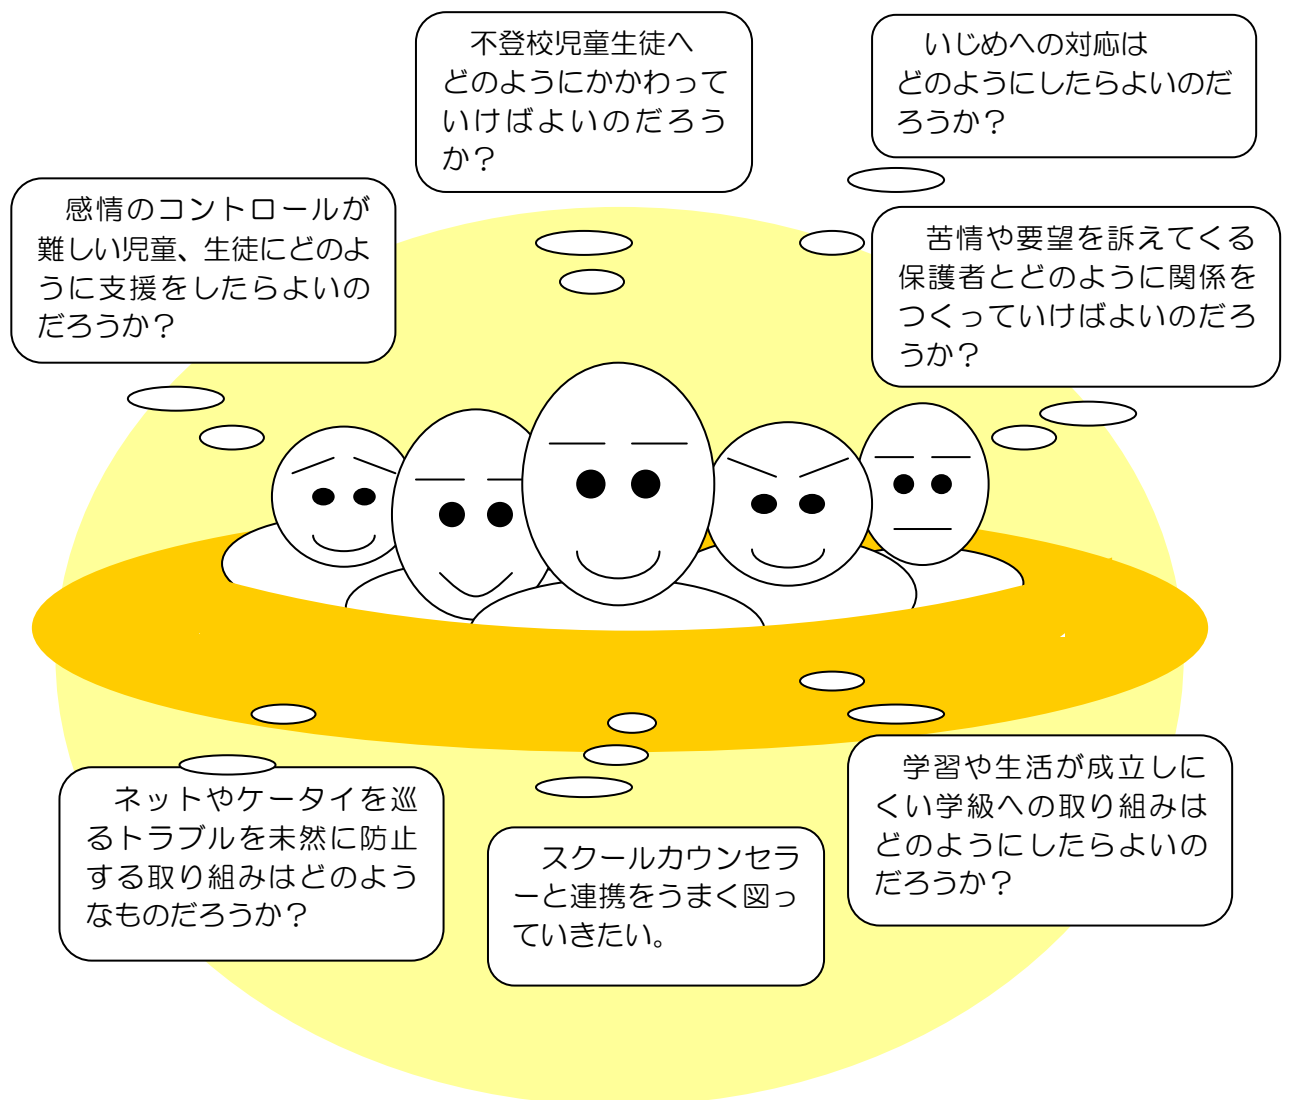 不登校児童生徒へ
どのようにかかわって
いけばよいのだろう
か？
いじめへの対応は
どのようにしたらよいのだ
ろうか？
感情のコントロールが
難しい児童、生徒にどのよ
うに支援をしたらよいの
だろうか？
苦情や要望を訴えてくる
保護者とどのように関係を
つくっていけばよいのだろ
うか？
ネットやケータイを巡
るトラブルを未然に防止
する取り組みはどのよう
なものだろうか？
スクールカウンセラ
ーと連携をうまく図っ
ていきたい。
学習や生活が成立しに
くい学級への取り組みは
どのようにしたらよいの
だろうか？